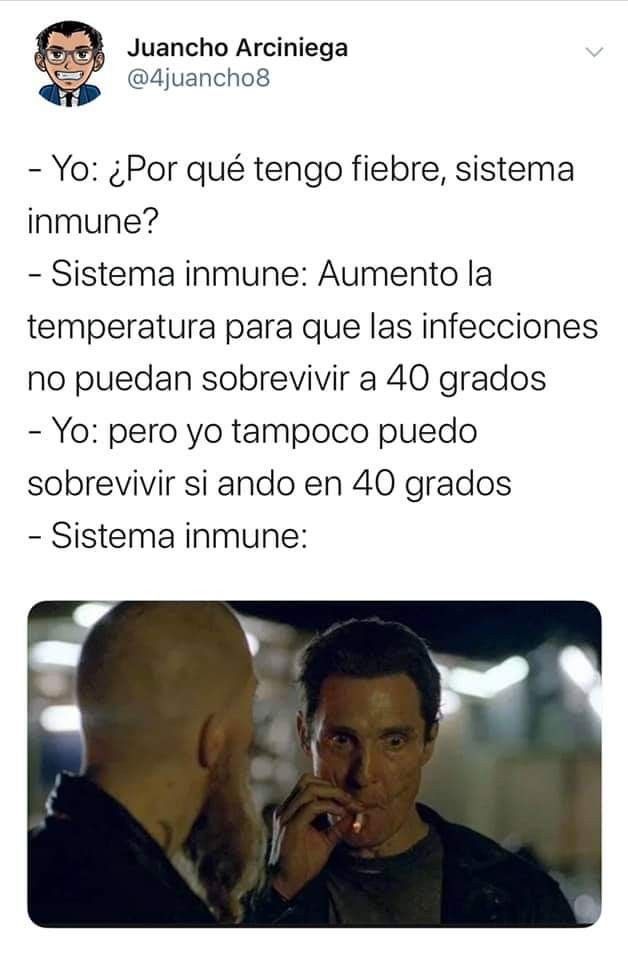 Juancho Arciniega
@4juancho8
- Yo: ¿Por qué tengo fiebre, sistema
inmune?
- Sistema inmune: Aumento la
temperatura para que las infecciones
no puedan sobrevivir a 40 grados
- Yo: pero yo tampoco puedo
sobrevivir si ando en 40 grados
- Sistema inmune: